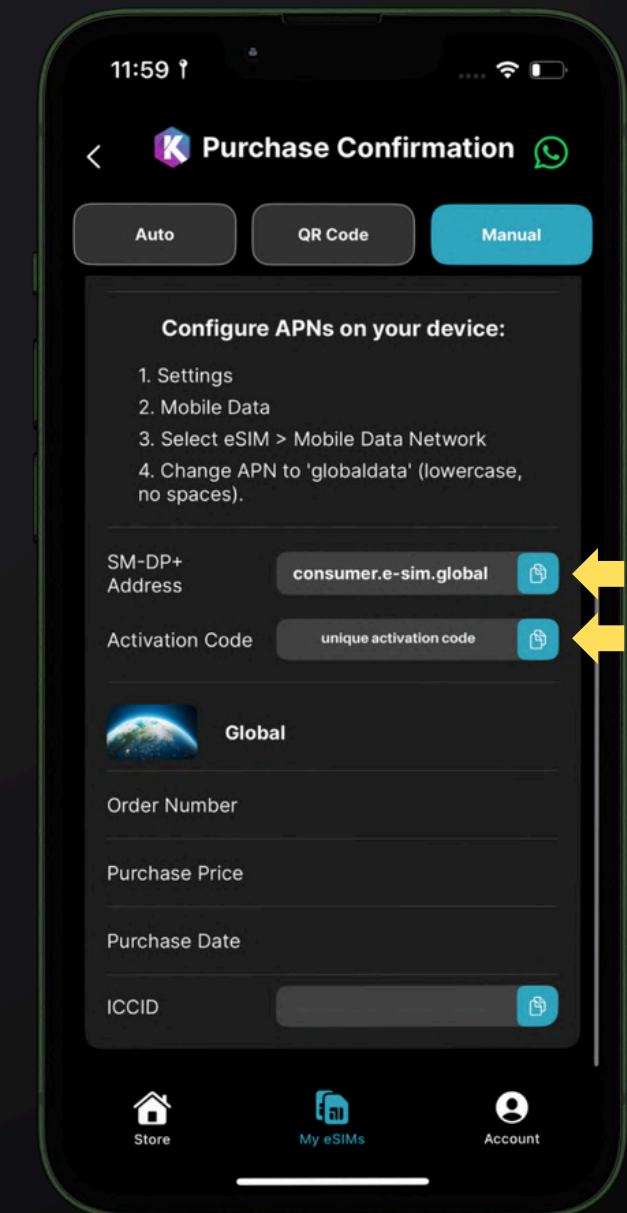 11:59
K Purchase Confirmation
Auto
QR Code
Manual
Configure APNs on your device:
1. Settings
2. Mobile Data
3. Select eSIM > Mobile Data Network
4. Change APN to 'globaldata' (lowercase,
no spaces).
SM-DP+
Address
consumer.e-sim.global
Activation Code
unique activation code
Global
Order Number
Purchase Price
Purchase Date
ICCID
Store
My eSIMs
Account